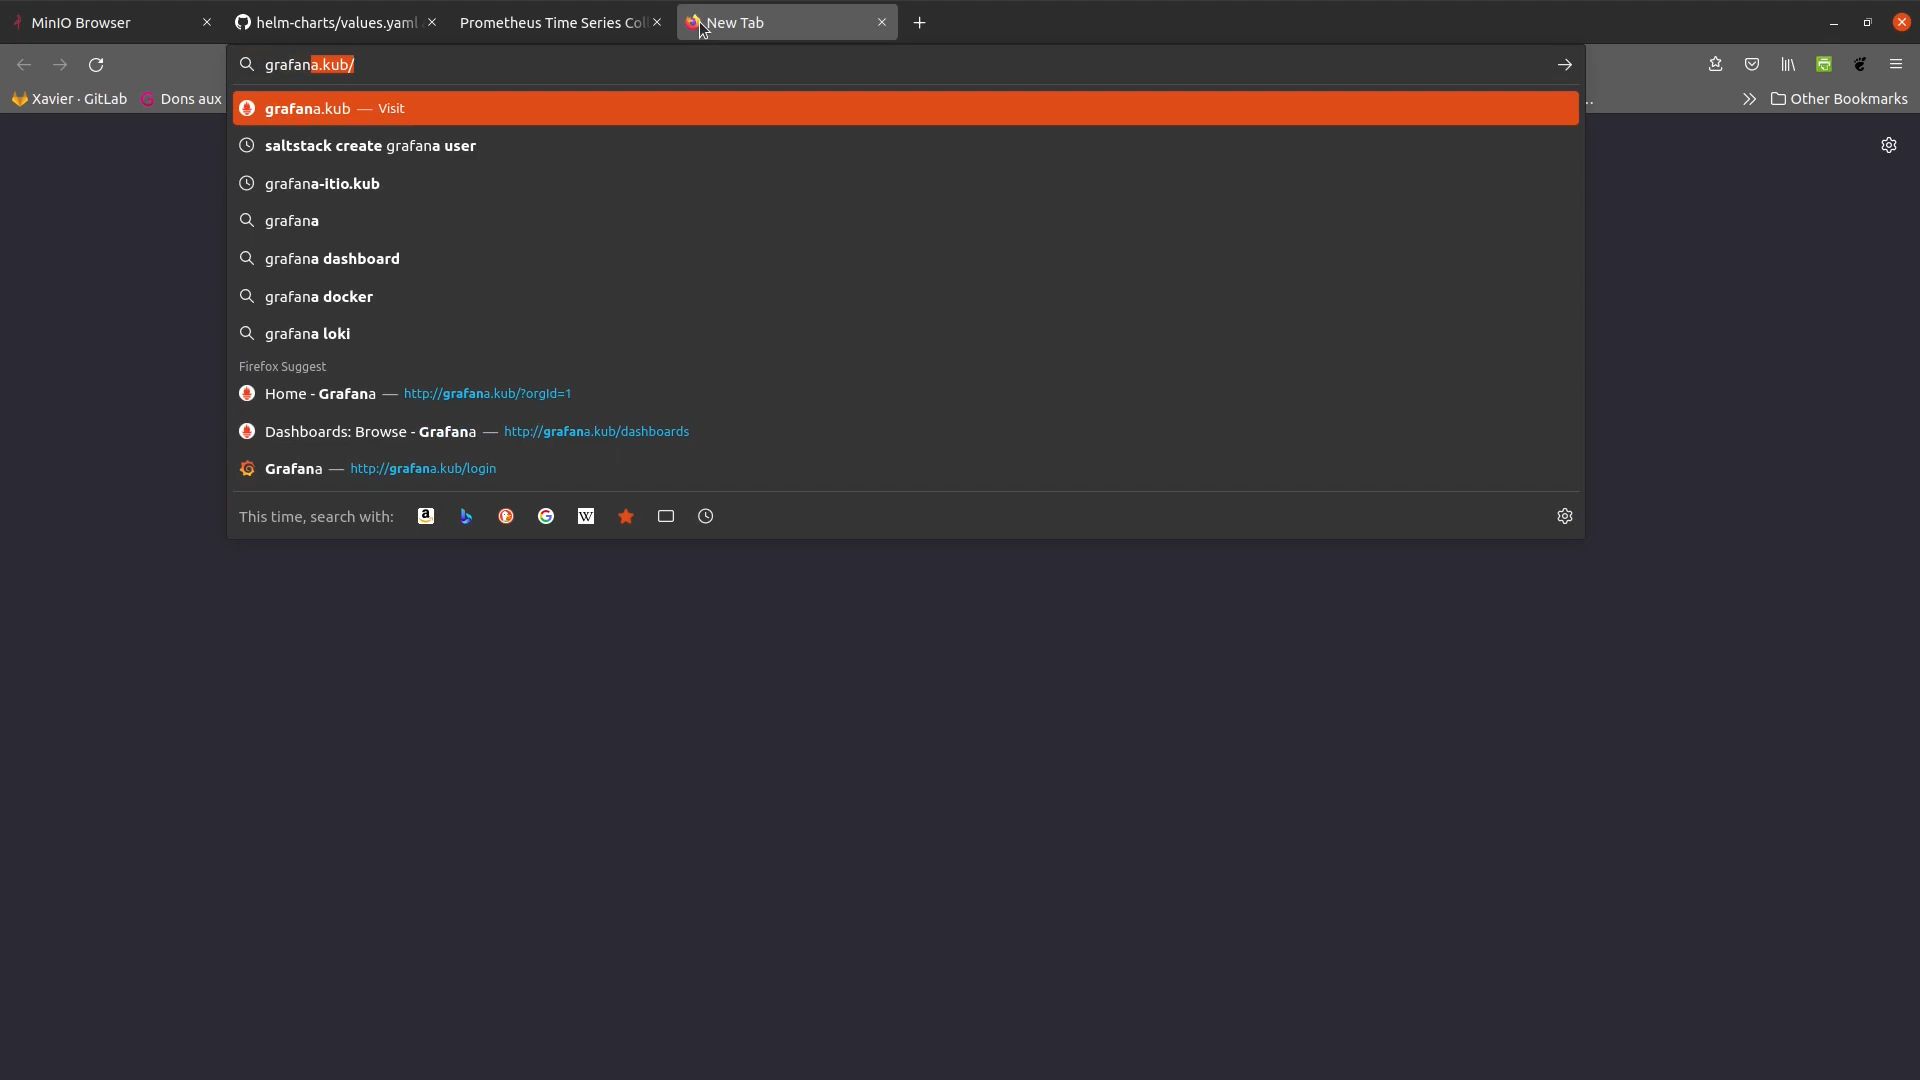 MinIO Browser
helm-charts/values.yaml
Prometheus Time Series Col
New Tab
grafana.kub/
Xavier · GitLab
Dons aux
Other Bookmarks
grafana.kub — Visit
saltstack create grafana user
grafana-itio.kub
grafana
grafana dashboard
grafana docker
grafana loki
Firefox Suggest
Home - Grafana — http://grafana.kub/?orgId=1
Dashboards: Browse - Grafana — http://grafana.kub/dashboards
Grafana — http://grafana.kub/login
This time, search with: